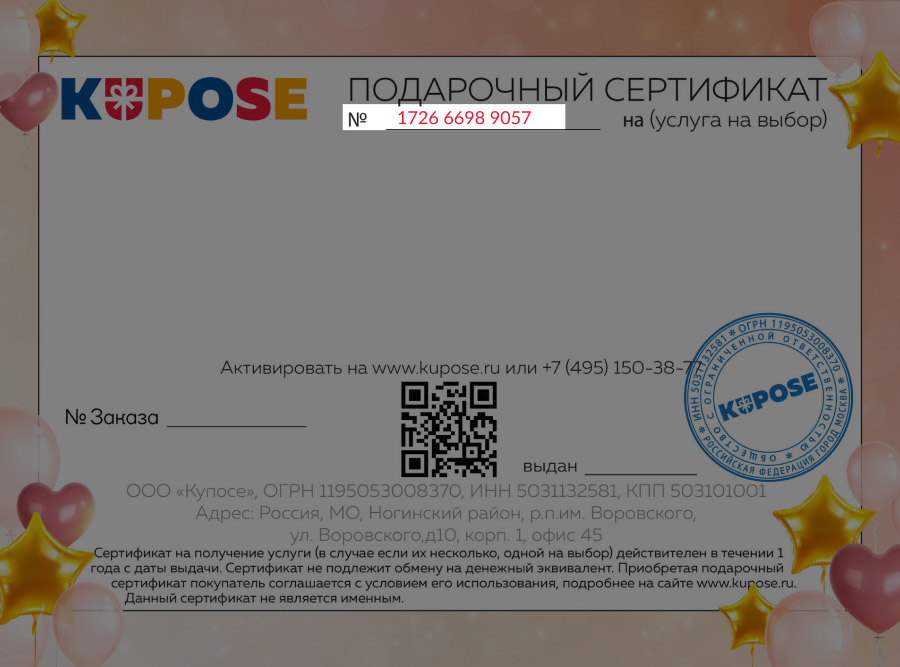 KUPOSE
ПОДАРОЧНЫЙ СЕРТИФИКАТ
№ 1726 6698 9057
на (услуга на выбор)
Активировать на www.kupose.ru или +7 (495) 150-38-77
№ Заказа
выдан
ИНН 5031132581 * ОГРН 1195053008370 *
РОССИЙСКАЯ ФЕДЕРАЦИЯ ГОРОД МОСКВА
ОБЩЕСТВО С ОГРАНИЧЕННОЙ ОТВЕТСТВЕННОСТЬЮ
KUPOSE
ООО «Купосе», ОГРН 1195053008370, ИНН 5031132581, КПП 503101001
Адрес: Россия, МО, Ногинский район, р.п.им. Воровского,
ул. Воровского,д10, корп. 1, офис 45
Сертификат на получение услуги (в случае если их несколько, одной на выбор) действителен в течении 1
года с даты выдачи. Сертификат не подлежит обмену на денежный эквивалент. Приобретая подарочный
сертификат покупатель соглашается с условием его использования, подробнее на сайте www.kupose.ru.
Данный сертификат не является именным.